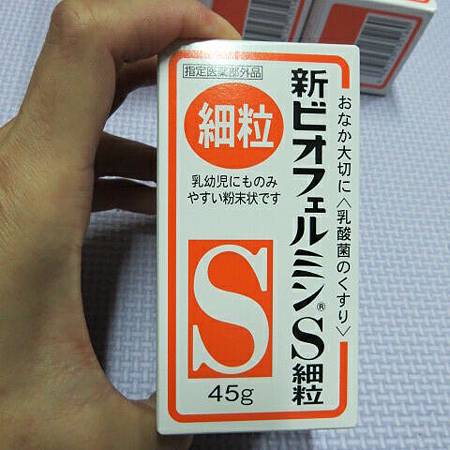 指定医薬部外品
細粒
乳幼児にものみ
やすい粉末状です
S
45g
新ビオフェルミン®S細粒
おなか大切に〈乳酸菌のくすり〉